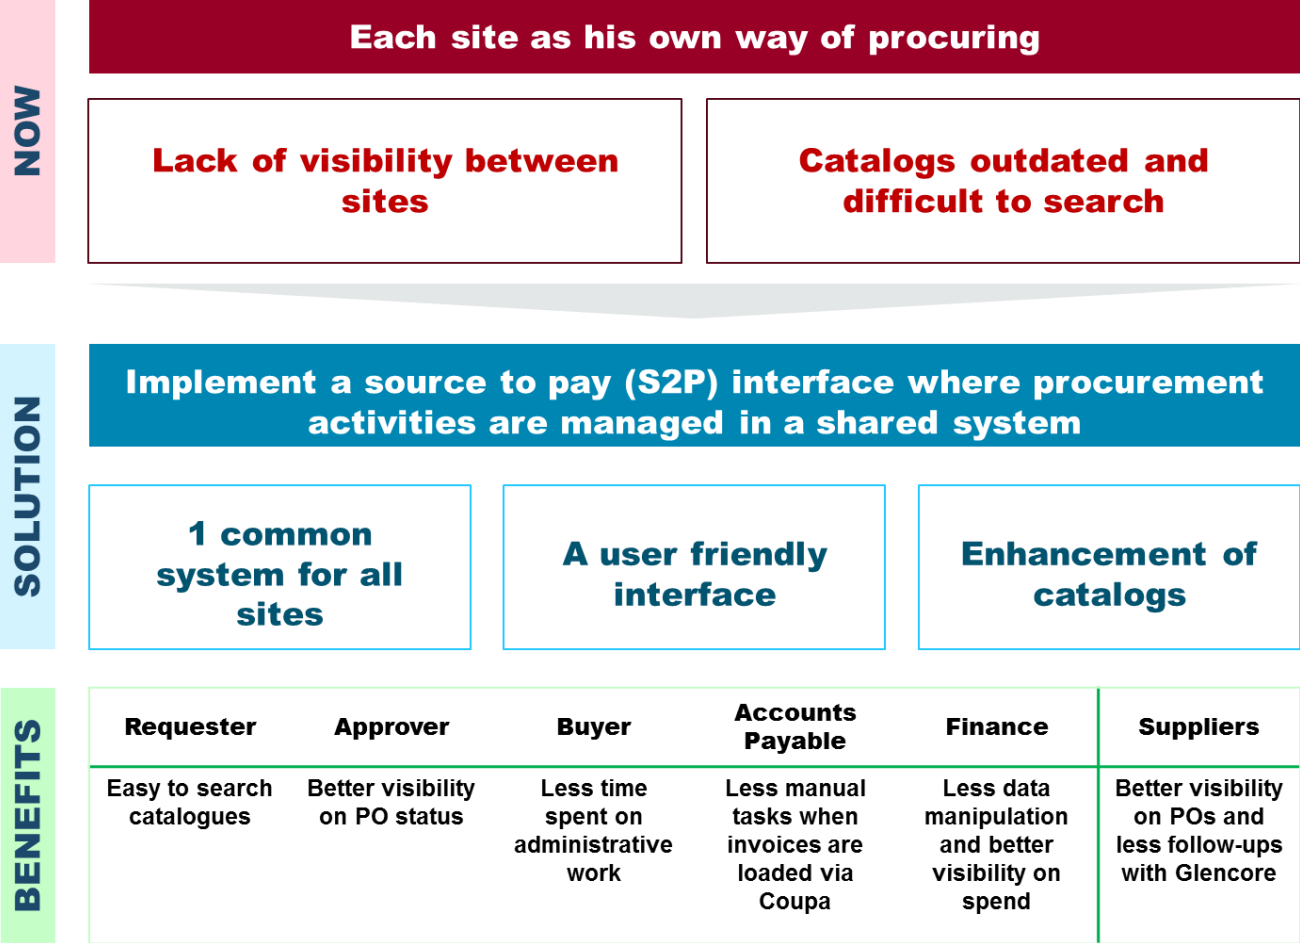 NOW
Each site as his own way of procuring
Lack of visibility between
sites
Catalogs outdated and
difficult to search
SOLUTION
Implement a source to pay (S2P) interface where procurement
activities are managed in a shared system
1 common
system for all
sites
A user friendly
interface
Enhancement of
catalogs
BENEFITS
Requester
Approver
Buyer
Accounts
Payable
Finance
Suppliers
Easy to search
catalogues
Better visibility
on PO status
Less time
spent on
administrative
work
Less manual
tasks when
invoices are
loaded via
Coupa
Less data
manipulation
and better
visibility on
spend
Better visibility
on POs and
less follow-ups
with Glencore